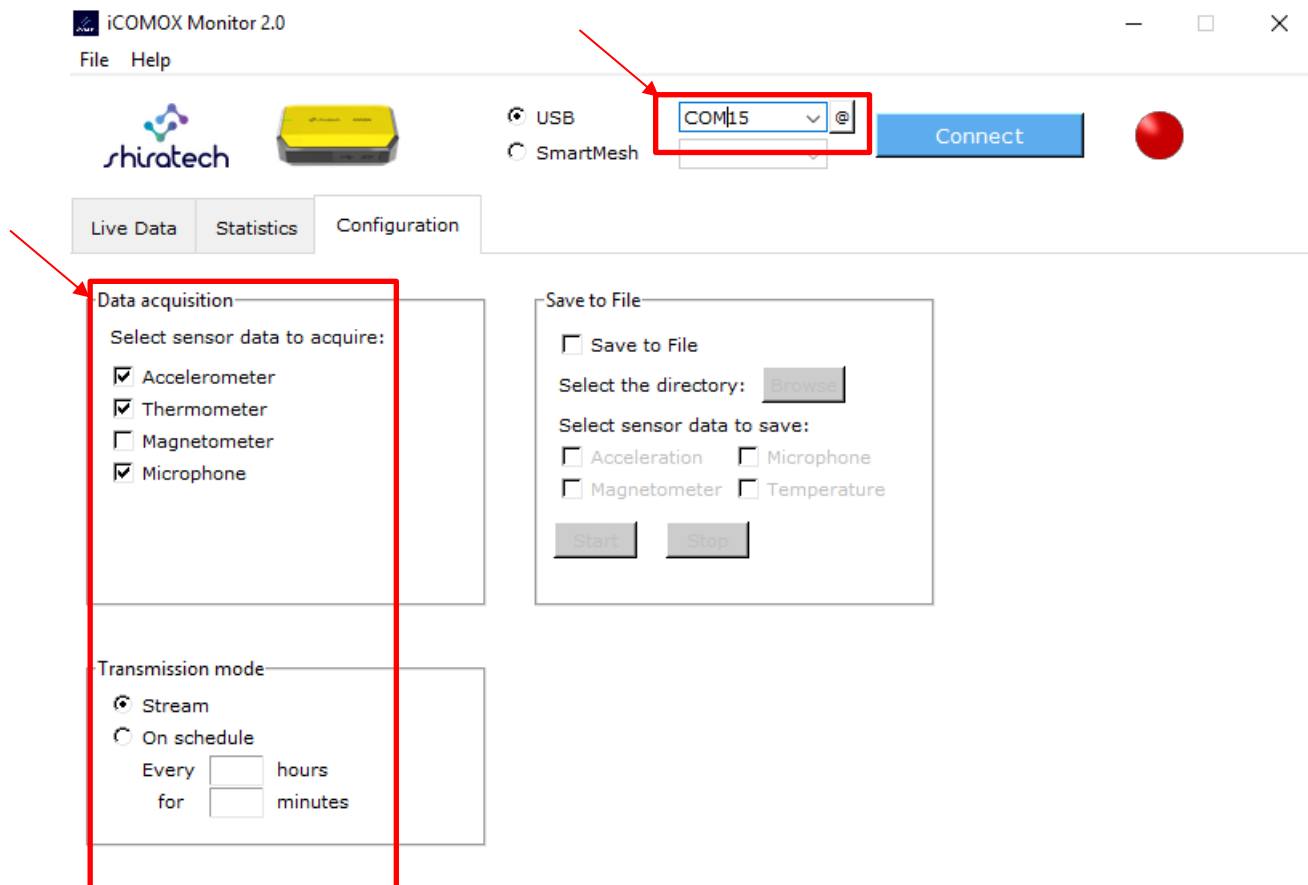 iCOMOX Monitor 2.0
File Help
shiratech
USB
COM15
@
SmartMesh
Connect
Live Data
Statistics
Configuration
Data acquisition
Select sensor data to acquire:
Accelerometer
Thermometer
Magnetometer
Microphone
Save to File
Save to File
Select the directory: Browse
Select sensor data to save:
Acceleration Microphone
Magnetometer Temperature
Start Stop
Transmission mode
Stream
On schedule
Every hours
for minutes